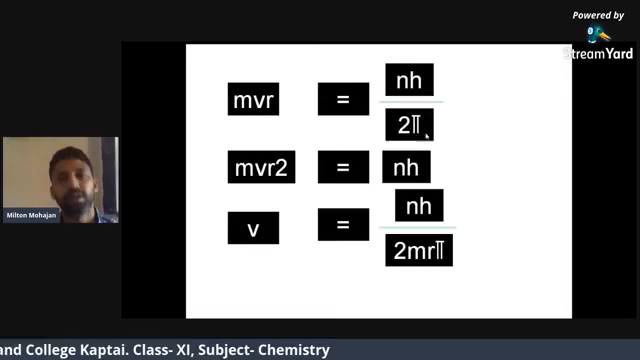 Powered by
StreamYard
mvr = nh
2π
mvr2 = nh
v = nh
2mrπ
Milton Mohajan
and College Kaptai. Class- XI, Subject- Chemistry